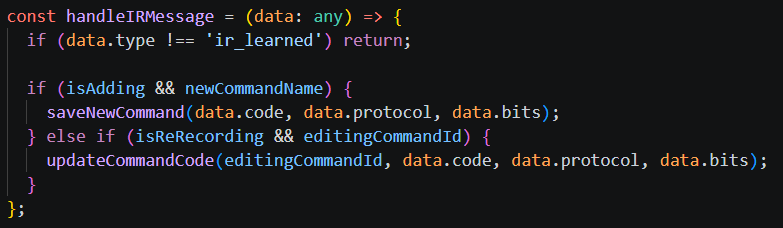 const handleIRMessage = (data: any) => {
  if (data.type !== 'ir_learned') return;

  if (isAdding && newCommandName) {
    saveNewCommand(data.code, data.protocol, data.bits);
  } else if (isReRecording && editingCommandId) {
    updateCommandCode(editingCommandId, data.code, data.protocol, data.bits);
  }
};